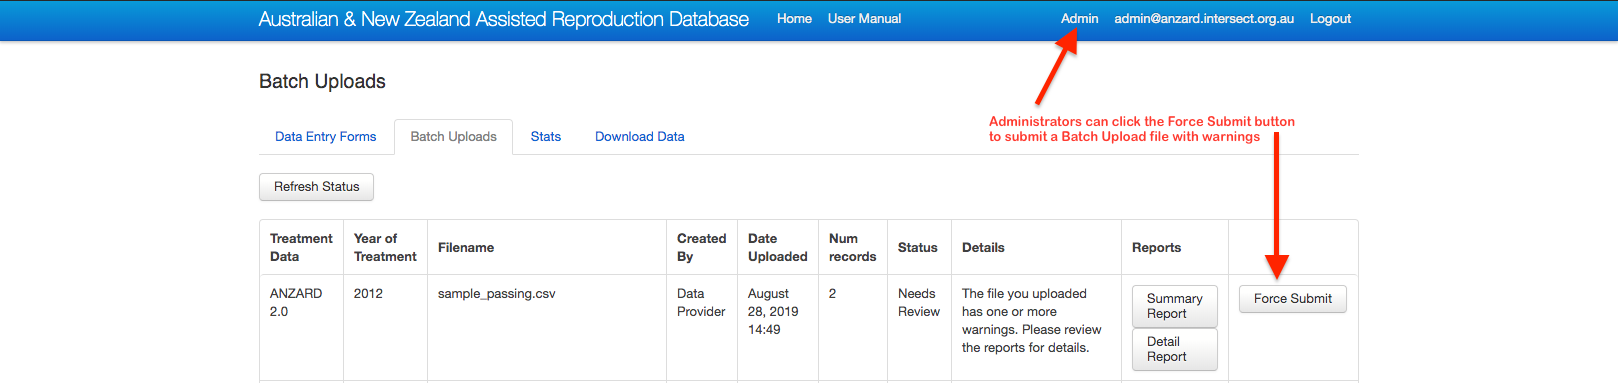 Australian & New Zealand Assisted Reproduction Database Home User Manual Admin admin@anzard.intersect.org.au Logout
Batch Uploads
Administrators can click the Force Submit button
to submit a Batch Upload file with warnings
Data Entry Forms Batch Uploads Stats Download Data
Refresh Status
Treatment Data Year of Treatment Filename Created By Date Uploaded Num records Status Details Reports
ANZARD 2.0 2012 sample_passing.csv Data Provider August 28, 2019 14:49 2 Needs Review The file you uploaded has one or more warnings. Please review the reports for details. Summary Report Detail Report Force Submit